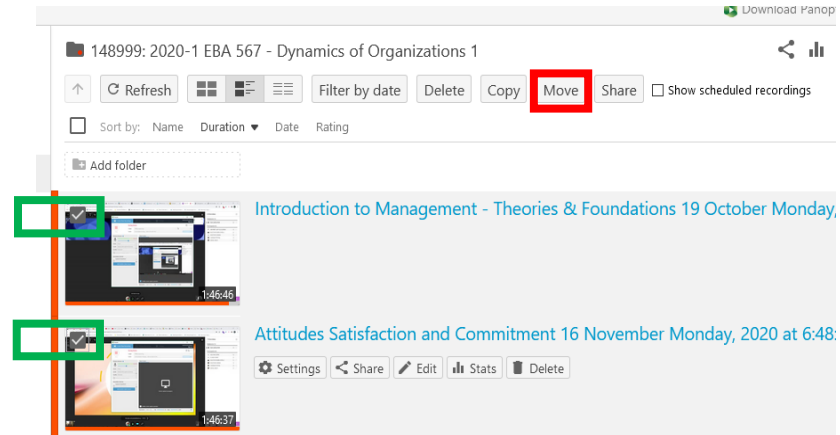 Download Panop
148999: 2020-1 EBA 567 - Dynamics of Organizations 1
Refresh Filter by date Delete Copy Move Share Show scheduled recordings
Sort by: Name Duration Date Rating
Add folder
Introduction to Management - Theories & Foundations 19 October Monday,
1:46:46
Attitudes Satisfaction and Commitment 16 November Monday, 2020 at 6:48:
Settings Share Edit Stats Delete
1:46:37